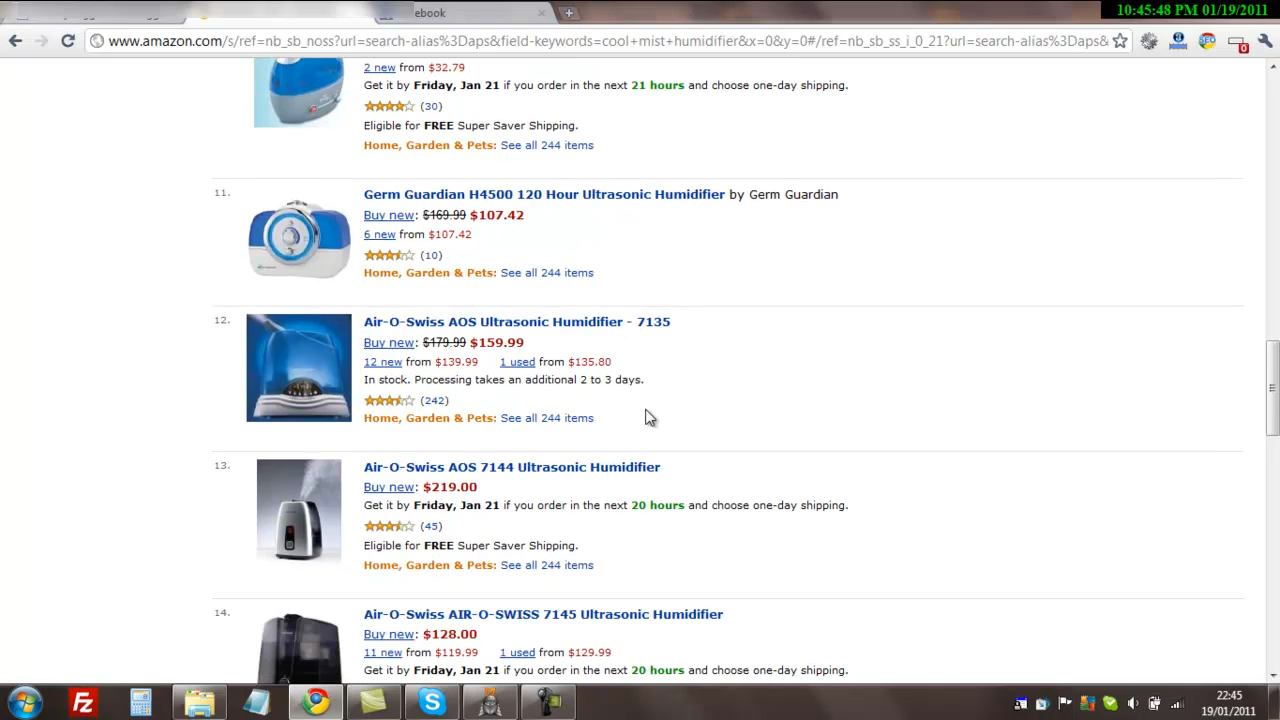 10:45:48 PM 01/19/2011
ebook
www.amazon.com/s/ref=nb_sb_noss?url=search-alias%3Daps&field-keywords=cool+mist+humidifier&x=0&y=0#/ref=nb_sb_ss_i_0_21?url=search-alias%3Daps&
SEO
0
2 new from $32.79
Get it by Friday, Jan 21 if you order in the next 21 hours and choose one-day shipping.
(30)
Eligible for FREE Super Saver Shipping.
Home, Garden & Pets: See all 244 items
11.
Germ Guardian H4500 120 Hour Ultrasonic Humidifier by Germ Guardian
Buy new: $169.99 $107.42
6 new from $107.42
(10)
Home, Garden & Pets: See all 244 items
12.
Air-O-Swiss AOS Ultrasonic Humidifier - 7135
Buy new: $179.99 $159.99
12 new from $139.99 1 used from $135.80
In stock. Processing takes an additional 2 to 3 days.
(242)
Home, Garden & Pets: See all 244 items
13.
Air-O-Swiss AOS 7144 Ultrasonic Humidifier
Buy new: $219.00
Get it by Friday, Jan 21 if you order in the next 20 hours and choose one-day shipping.
(45)
Eligible for FREE Super Saver Shipping.
Home, Garden & Pets: See all 244 items
14.
Air-O-Swiss AIR-O-SWISS 7145 Ultrasonic Humidifier
Buy new: $128.00
11 new from $119.99 1 used from $129.99
Get it by Friday, Jan 21 if you order in the next 20 hours and choose one-day shipping.
Fz
22:45
19/01/2011